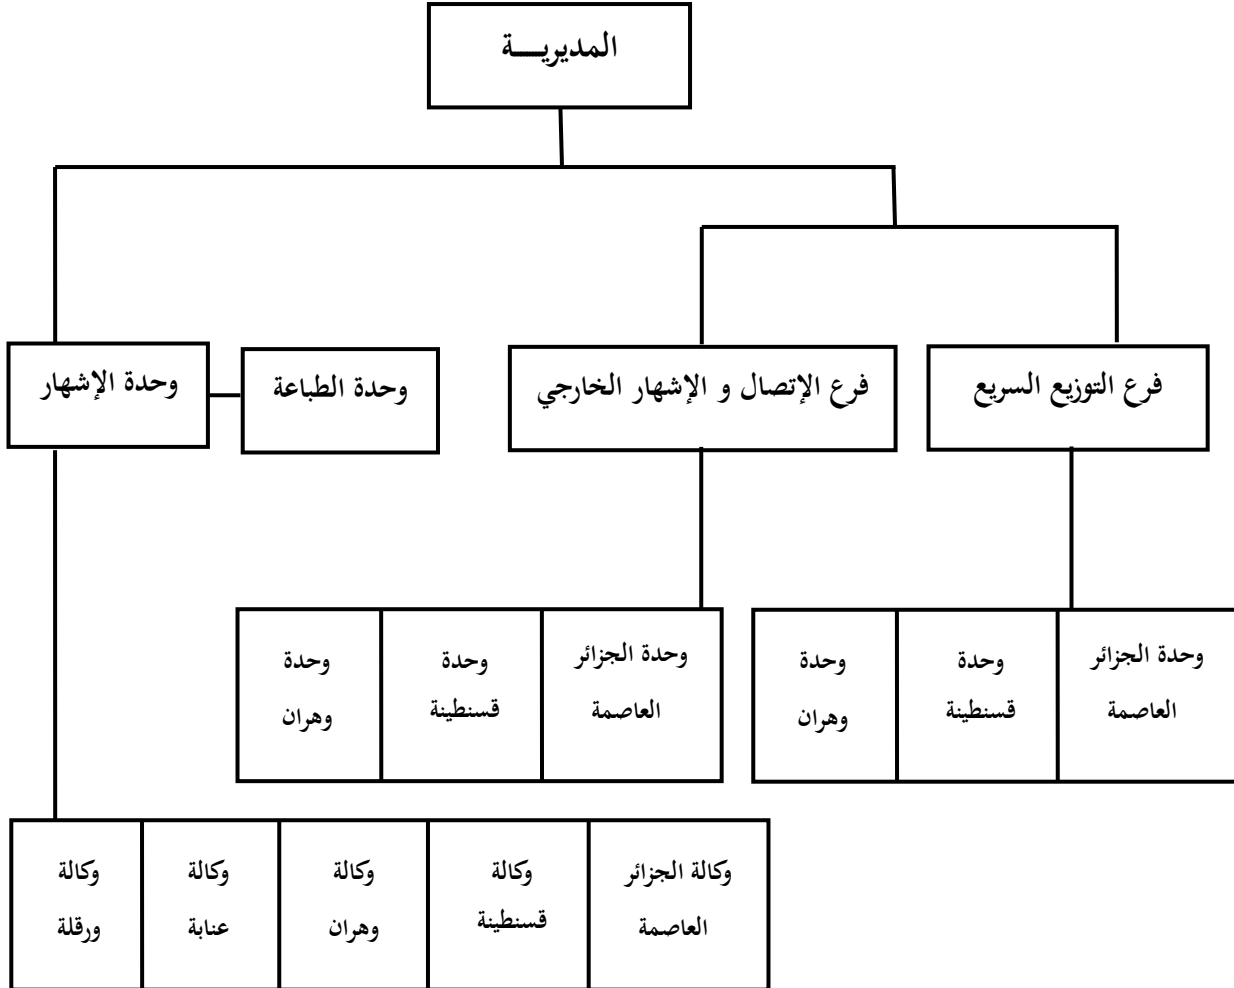 المديريـــة
فرع التوزيع السريع
فرع الإتصال و الإشهار الخارجي
وحدة الطباعة
وحدة الإشهار
وحدة الجزائر
العاصمة
وحدة
قسنطينة
وحدة
وهران
وحدة الجزائر
العاصمة
وحدة
قسنطينة
وحدة
وهران
وكالة الجزائر
العاصمة
وكالة
قسنطينة
وكالة
وهران
وكالة
عنابة
وكالة
ورقلة